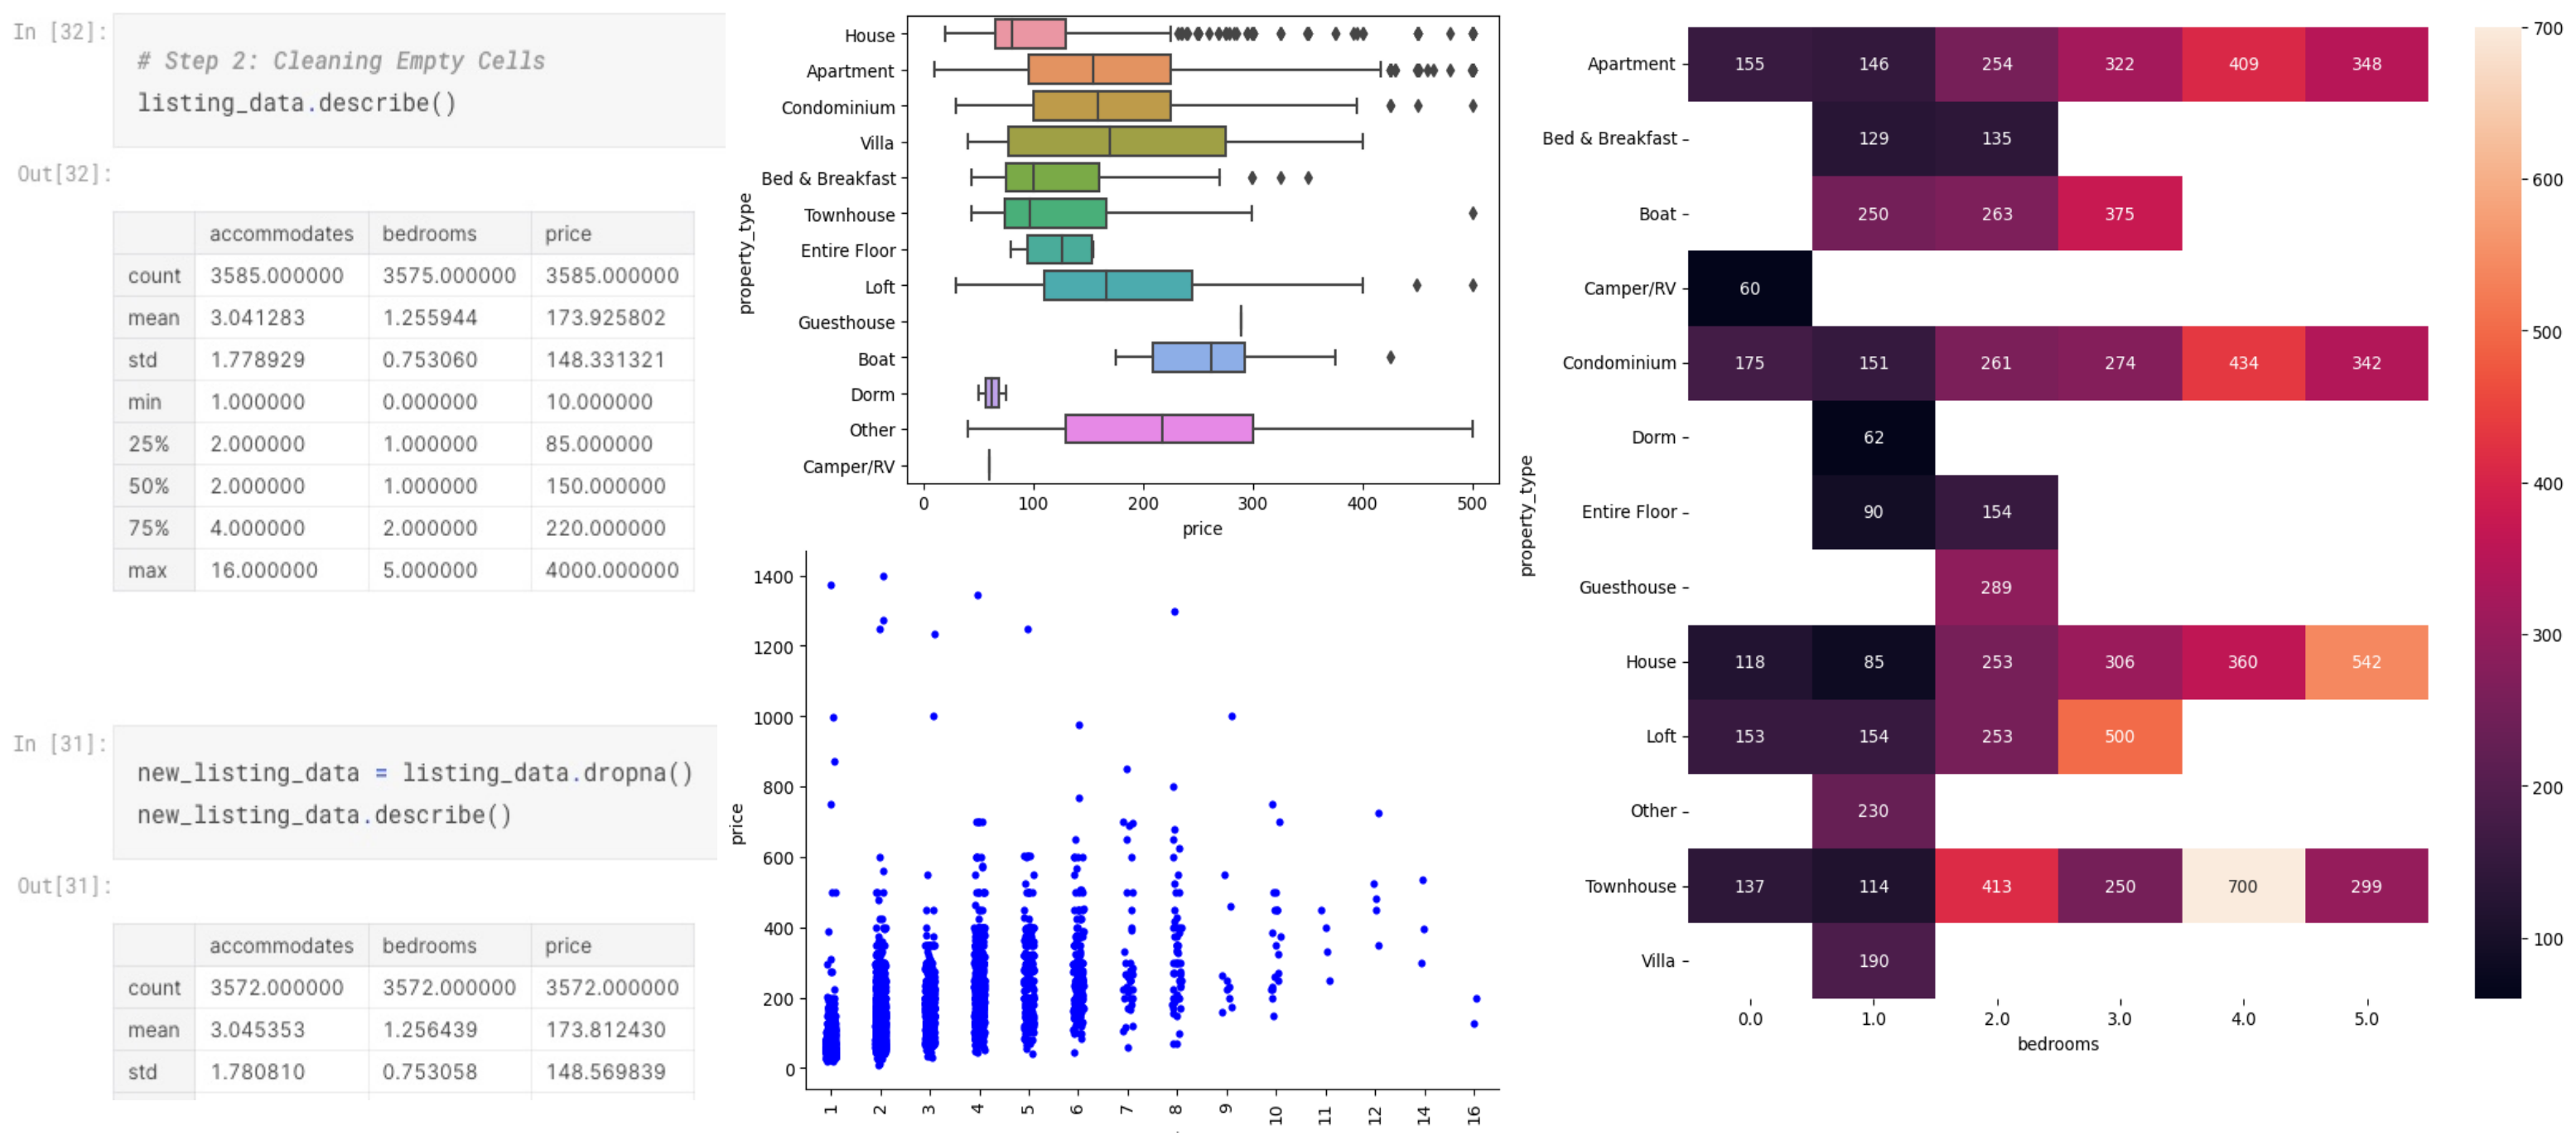 In [32]:
# Step 2: Cleaning Empty Cells
listing_data.describe()
Out[32]:
accommodates bedrooms price
count 3585.000000 3575.000000 3585.000000
mean 3.041283 1.255944 173.925802
std 1.778929 0.753060 148.331321
min 1.000000 0.000000 10.000000
25% 2.000000 1.000000 85.000000
50% 2.000000 1.000000 150.000000
75% 4.000000 2.000000 220.000000
max 16.000000 5.000000 4000.000000
In [31]:
new_listing_data = listing_data.dropna()
new_listing_data.describe()
Out[31]:
accommodates bedrooms price
count 3572.000000 3572.000000 3572.000000
mean 3.045353 1.256439 173.812430
std 1.780810 0.753058 148.569839
property_type
House
Apartment
Condominium
Villa
Bed & Breakfast
Townhouse
Entire Floor
Loft
Guesthouse
Boat
Dorm
Other
Camper/RV
0 100 200 300 400 500
price
price
1400
1200
1000
800
600
400
200
0
1 2 3 4 5 6 7 8 9 10 11 12 14 16
property_type
Apartment 155 146 254 322 409 348
Bed & Breakfast 129 135
Boat 250 263 375
Camper/RV 60
Condominium 175 151 261 274 434 342
Dorm 62
Entire Floor 90 154
Guesthouse 289
House 118 85 253 306 360 542
Loft 153 154 253 500
Other 230
Townhouse 137 114 413 250 700 299
Villa 190
0.0 1.0 2.0 3.0 4.0 5.0
bedrooms
700
600
500
400
300
200
100